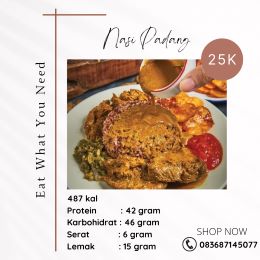 Nasi Padang
25K
Eat What You Need
487 kal
Protein : 42 gram
Karbohidrat : 46 gram
Serat : 6 gram
Lemak : 15 gram
SHOP NOW
083687145077